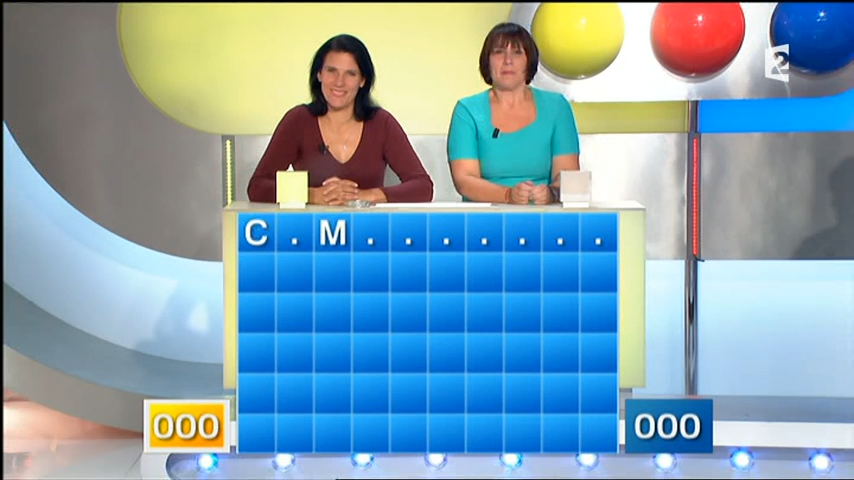 2
C . M . . . . . . .
000 000